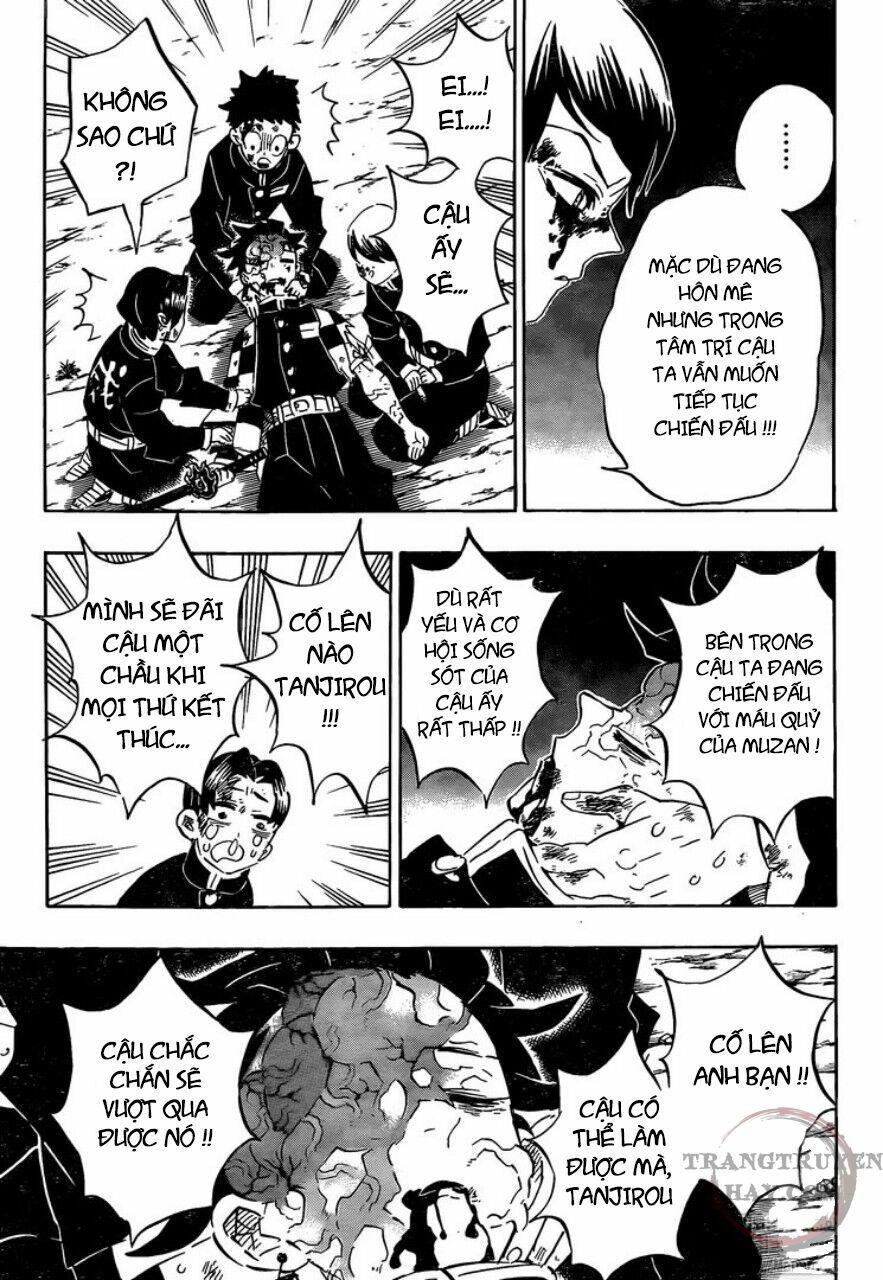 ……
MẶC DÙ ĐANG
HÔN MÊ
NHƯNG TRONG
TÂM TRÍ CẬU
TA VẪN MUỐN
TIẾP TỤC
CHIẾN ĐẤU !!!
EI...!
EI....!
CẬU
ẤY
SẼ...
KHÔNG
SAO CHỨ
?!
BÊN TRONG
CẬU TA ĐANG
CHIẾN ĐẤU
VỚI MÁU QUỶ
CỦA MUZAN !
DÙ RẤT
YẾU VÀ CƠ
HỘI SỐNG
SÓT CỦA
CẬU ẤY
RẤT THẤP !!
CỐ LÊN
NÀO
TANJIROU
!!!
MÌNH SẼ ĐÃI
CẬU MỘT
CHẦU KHI
MỌI THỨ KẾT
THÚC...
CỐ LÊN
ANH BẠN !!
CẬU CÓ
THỂ LÀM
ĐƯỢC MÀ,
TANJIROU
CẬU CHẮC
CHẮN SẼ
VƯỢT QUA
ĐƯỢC NÓ !!
TRANGTRUYEN
HAY.COM